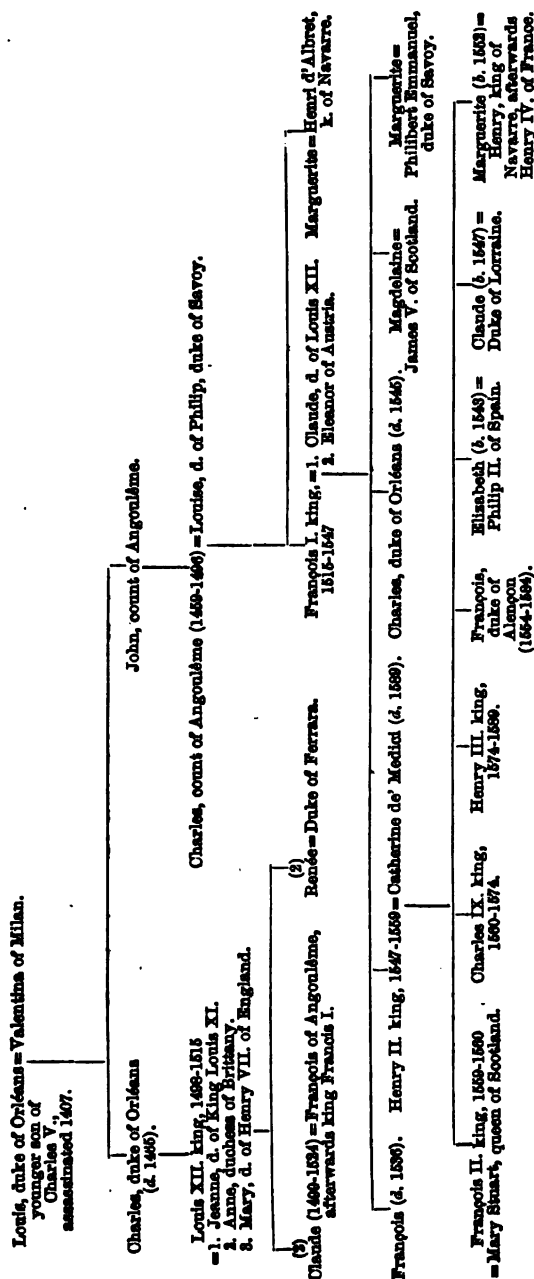 Louis, duke of Orléans=Valentina of Milan.
younger son of
Charles V.,
assassinated 1407.
Charles, duke of Orléans
(d. 1465).
John, count of Angoulême.
Louis XII. king, 1498-1515
=1. Jeanne, d. of King Louis XI.
2. Anne, duchess of Brittany.
3. Mary, d. of Henry VII. of England.
Charles, count of Angoulême (1459-1496)=Louise, d. of Philip, duke of Savoy.
(2)
Claude (1499-1524)=François of Angoulême,
afterwards king Francis I.
(2)
Renée=Duke of Ferrara.
François I. king,=1. Claude, d. of Louis XII.
1515-1547
2. Eleanor of Austria.
Marguerite=Henri d'Albret,
k. of Navarre.
François (d. 1536).
Henry II. king, 1547-1559=Catharine de' Medici (d. 1589).
Charles, duke of Orléans (d. 1545).
Magdelaine=
James V. of Scotland.
Marguerite=
Philibert Emmanuel,
duke of Savoy.
François II. king, 1559-1560
=Mary Stuart, queen of Scotland.
Charles IX. king,
1560-1574.
Henry III. king,
1574-1589.
François,
duke of
Alençon
(1554-1584).
Elisabeth (b. 1545)=
Philip II. of Spain.
Claude (b. 1547)=
Duke of Lorraine.
Marguerite (b. 1552)=
Henry, king of
Navarre, afterwards
Henry IV. of France.